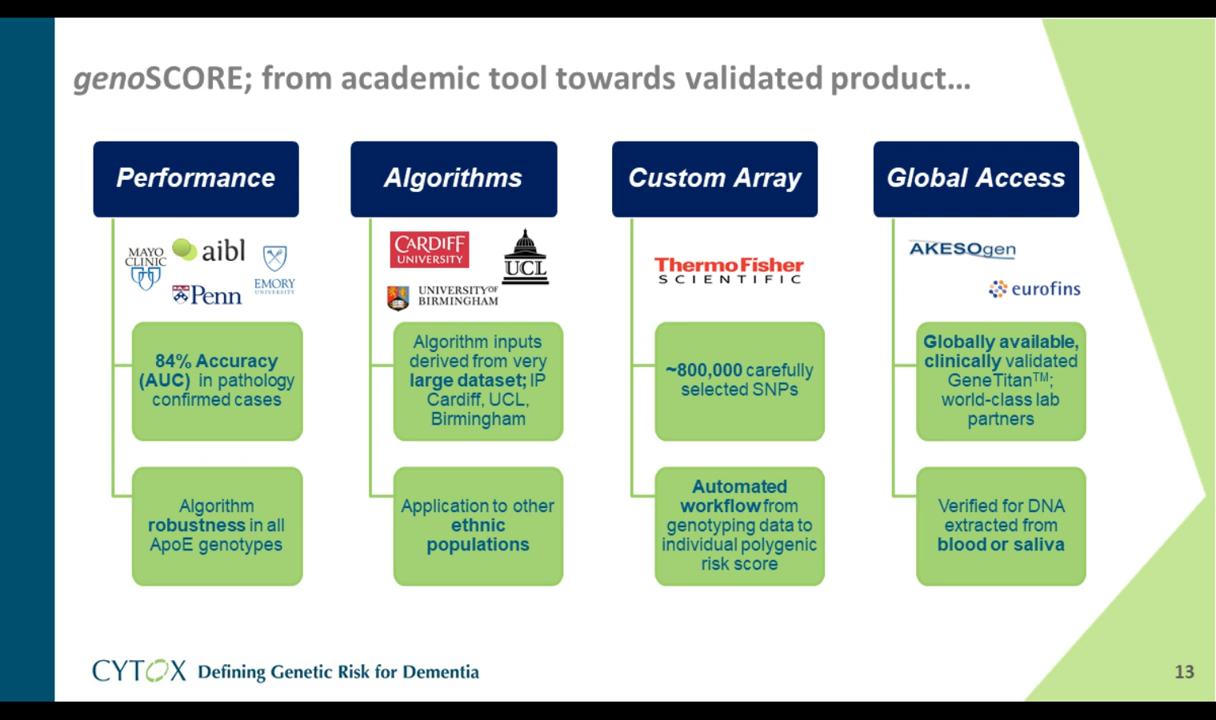 genoSCORE; from academic tool towards validated product...
Performance
MAYO
CLINIC
aibl
Penn
EMORY
UNIVERSITY
84% Accuracy
(AUC) in pathology
confirmed cases
Algorithm
robustness in all
ApoE genotypes
Algorithms
CARDIFF
UNIVERSITY
UCL
UNIVERSITYOF
BIRMINGHAM
Algorithm inputs
derived from very
large dataset; IP
Cardiff, UCL,
Birmingham
Application to other
ethnic
populations
Custom Array
ThermoFisher
SCIENTIFIC
~800,000 carefully
selected SNPs
Automated
workflow from
genotyping data to
individual polygenic
risk score
Global Access
AKESOgen
eurofins
Globally available,
clinically validated
GeneTitan™;
world-class lab
partners
Verified for DNA
extracted from
blood or saliva
CYTOX Defining Genetic Risk for Dementia
13